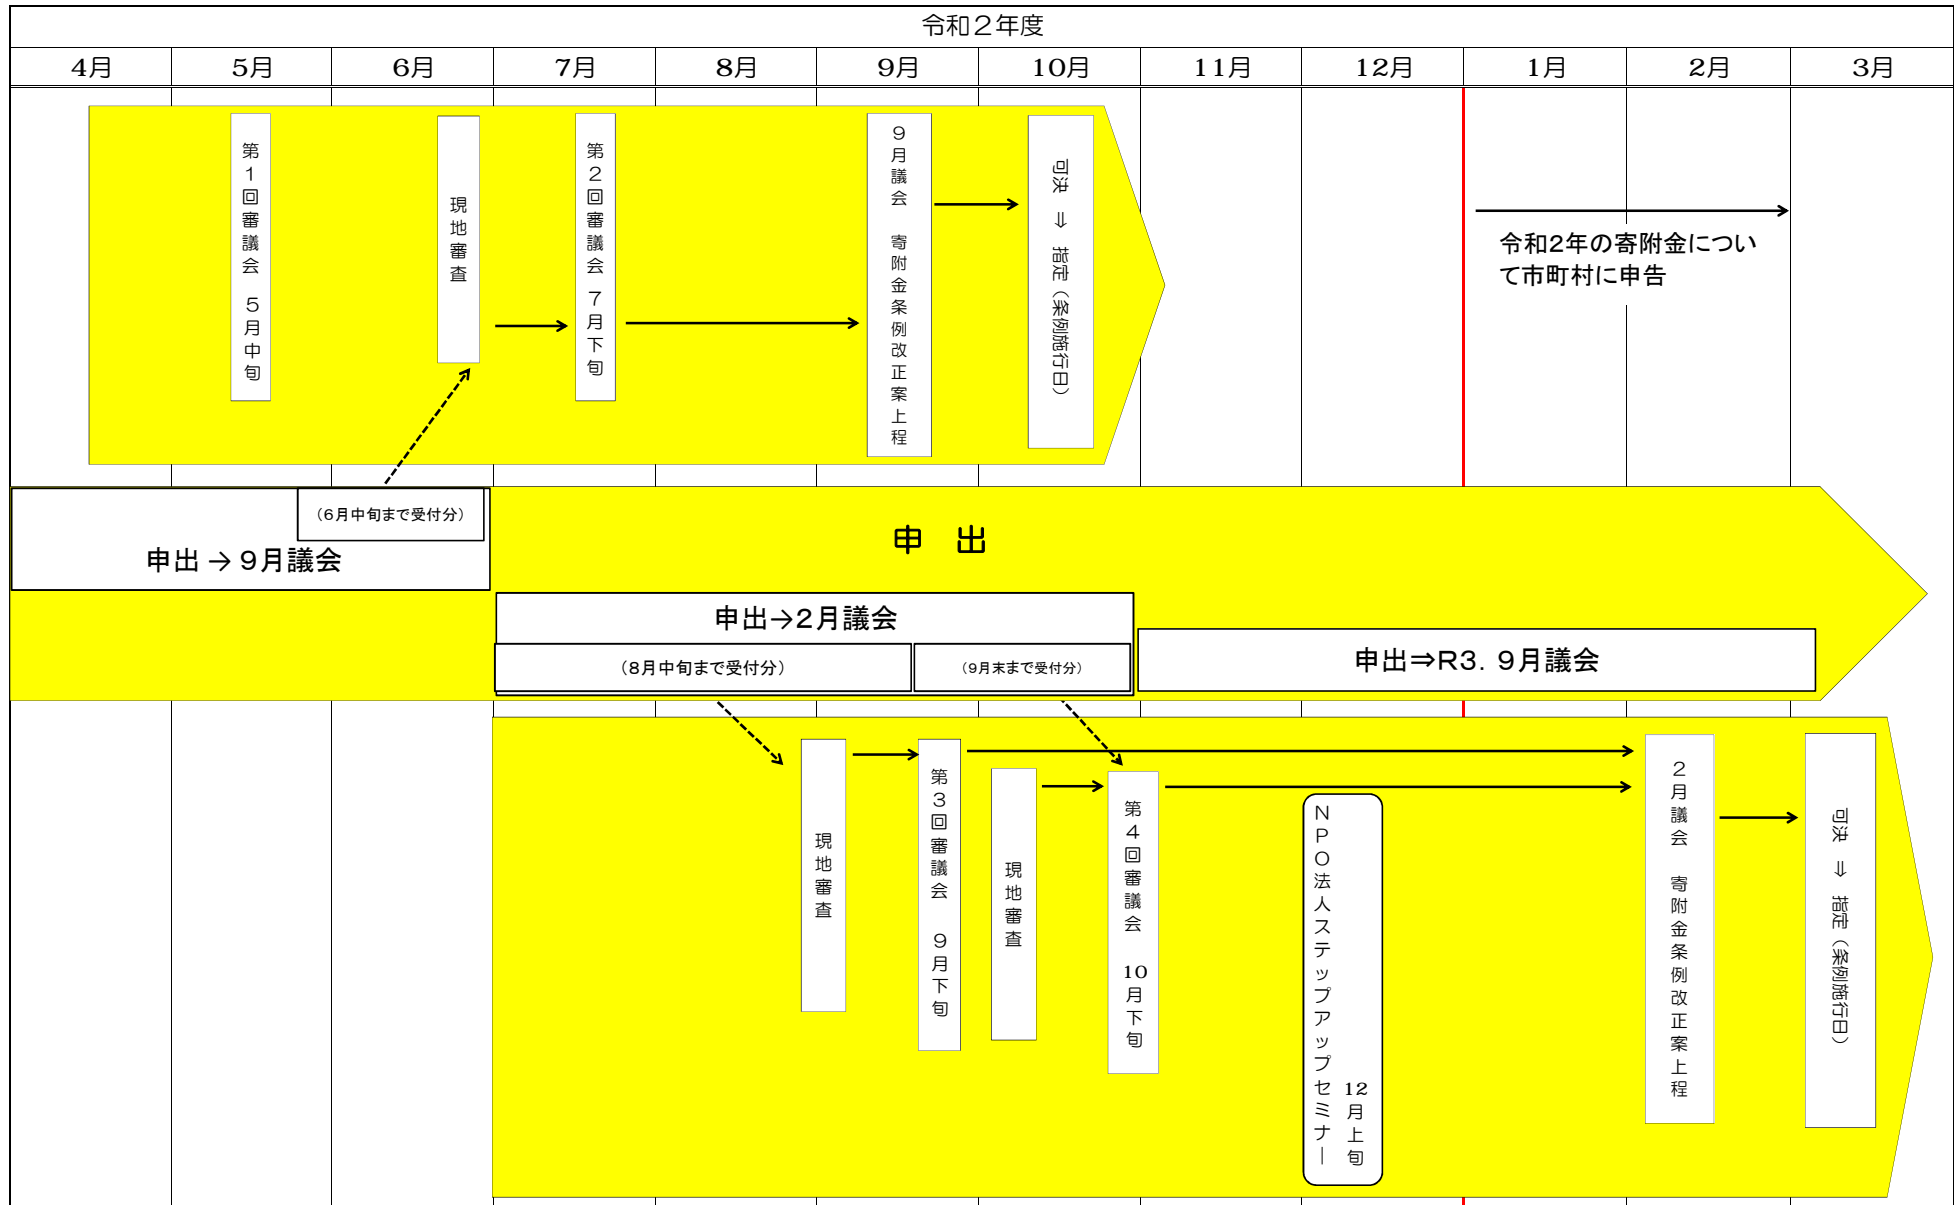 令和２年度
4月
5月
6月
7月
8月
9月
10月
11月
12月
1月
2月
3月
第１回審議会　５月中旬
現地審査
第２回審議会　７月下旬
９月議会　寄附金条例改正案上程
可決　⇒　指定（条例施行日）
令和2年の寄附金につい
て市町村に申告
（6月中旬まで受付分）
申出 → 9月議会
申　出
申出→2月議会
（8月中旬まで受付分）
（9月末まで受付分）
申出⇒R3．9月議会
現地審査
第３回審議会　９月下旬
現地審査
第４回審議会　10月下旬
ＮＰＯ法人ステップアップセミナー
12月上旬
２月議会　寄附金条例改正案上程
可決　⇒　指定（条例施行日）